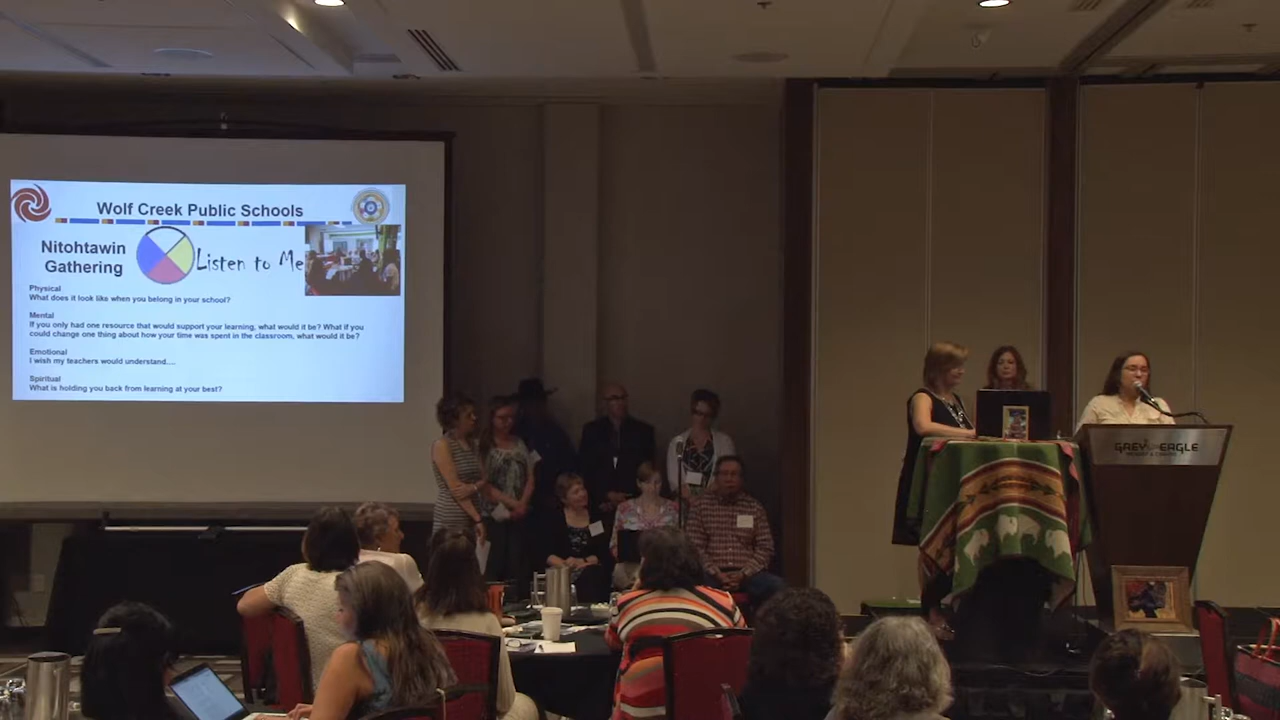 Wolf Creek Public Schools
Nitohtawin
Gathering
Listen to Me
Physical
What does it look like when you belong in your school?
Mental
If you only had one resource that would support your learning, what would it be? What if you
could change one thing about how your time was spent in the classroom, what would it be?
Emotional
I wish my teachers would understand....
Spiritual
What is holding you back from learning at your best?
GREY EAGLE